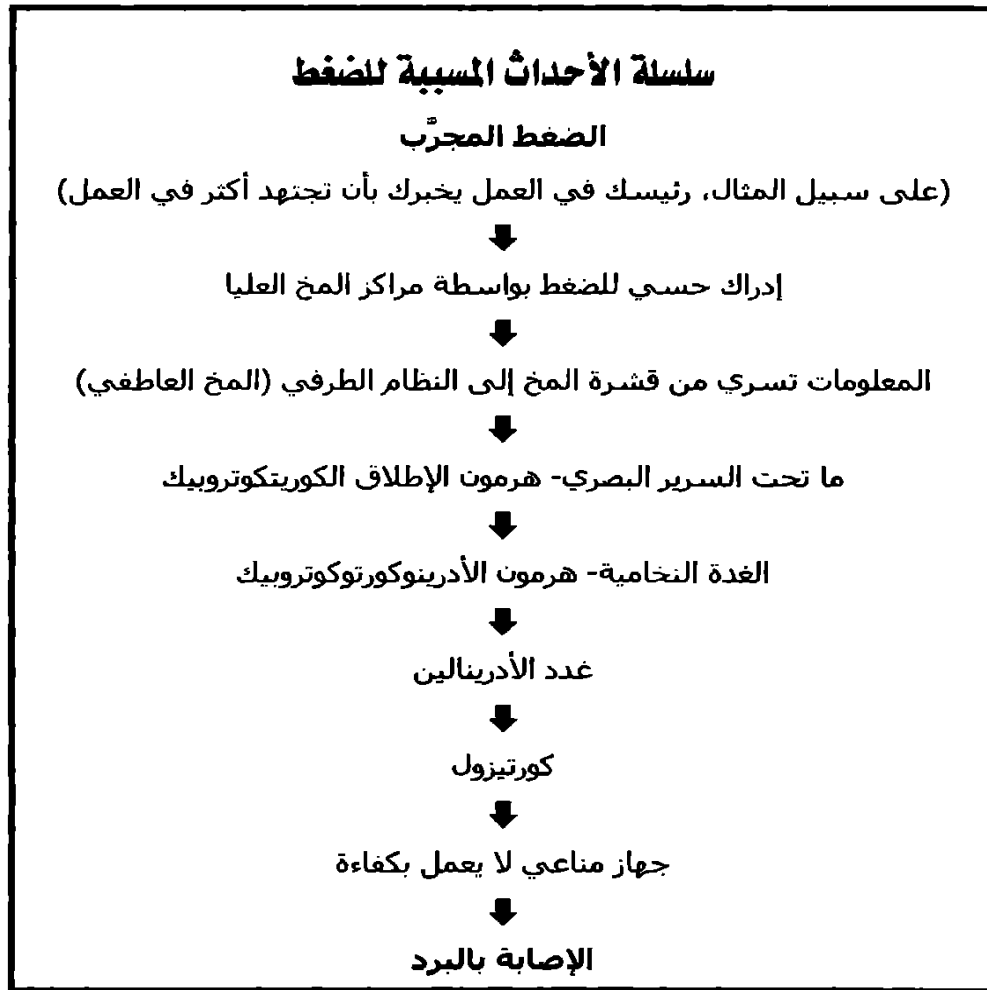 سلسلة الأحداث المسببة للضغط
الضغط المجرَّب
(على سبيل المثال، رئيسك في العمل يخبرك بأن تجتهد أكثر في العمل)
إدراك حسي للضغط بواسطة مراكز المخ العليا
المعلومات تسري من قشرة المخ إلى النظام الطرفي (المخ العاطفي)
ما تحت السرير البصري- هرمون الإطلاق الكوريتكوتروبيك
الغدة النخامية- هرمون الأدرينوكورتوكوتروبيك
غدد الأدرينالين
كورتيزول
جهاز مناعي لا يعمل بكفاءة
الإصابة بالبرد